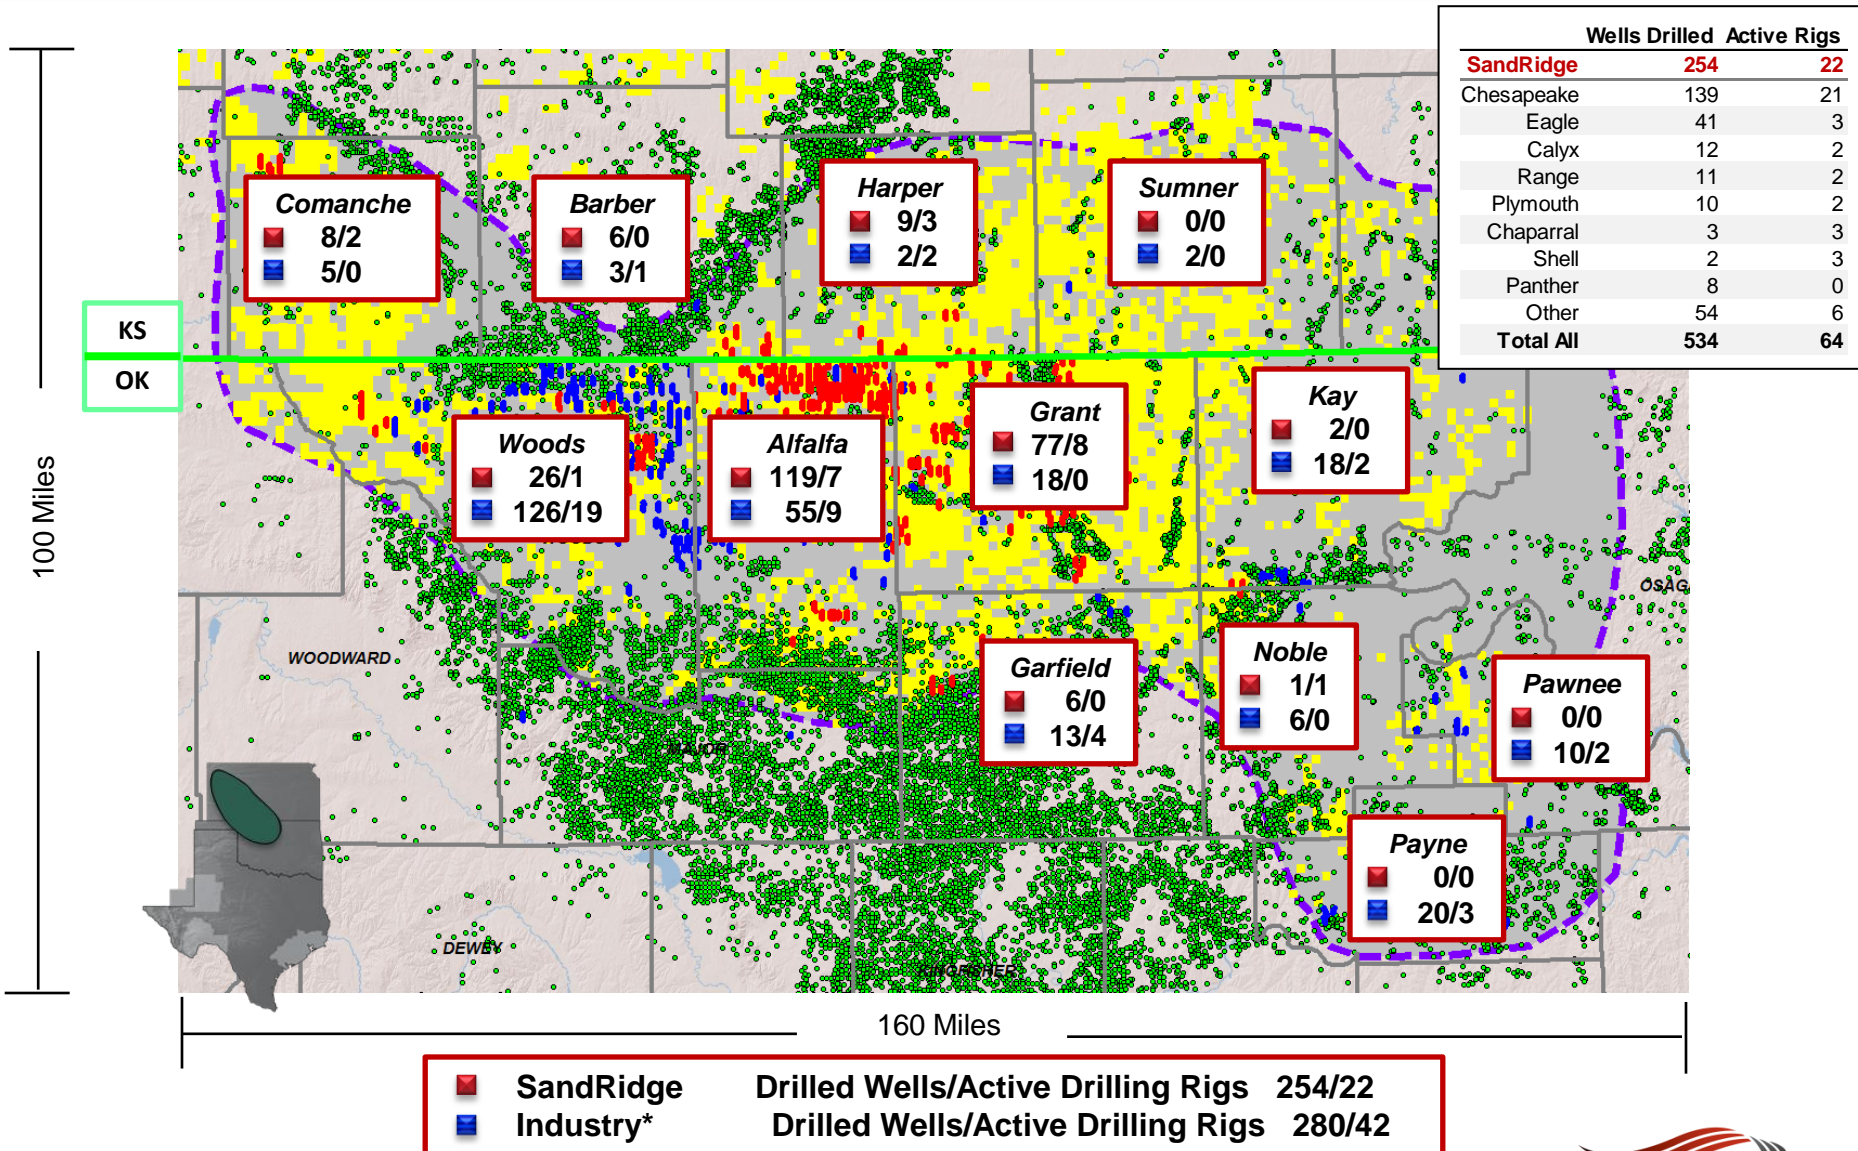 Wells Drilled Active Rigs
SandRidge 254 22
Chesapeake 139 21
Eagle 41 3
Calyx 12 2
Range 11 2
Plymouth 10 2
Chaparral 3 3
Shell 2 3
Panther 8 0
Other 54 6
Total All 534 64
Comanche
8/2
5/0
Barber
6/0
3/1
Harper
9/3
2/2
Sumner
0/0
2/0
KS
OK
100 Miles
Woods
26/1
126/19
Alfalfa
119/7
55/9
Grant
77/8
18/0
Kay
2/0
18/2
WOODWARD
MAJOR
Garfield
6/0
13/4
Noble
1/1
6/0
Pawnee
0/0
10/2
Payne
0/0
20/3
DEWEY
KINGFISHER
160 Miles
SandRidge Drilled Wells/Active Drilling Rigs 254/22
Industry* Drilled Wells/Active Drilling Rigs 280/42